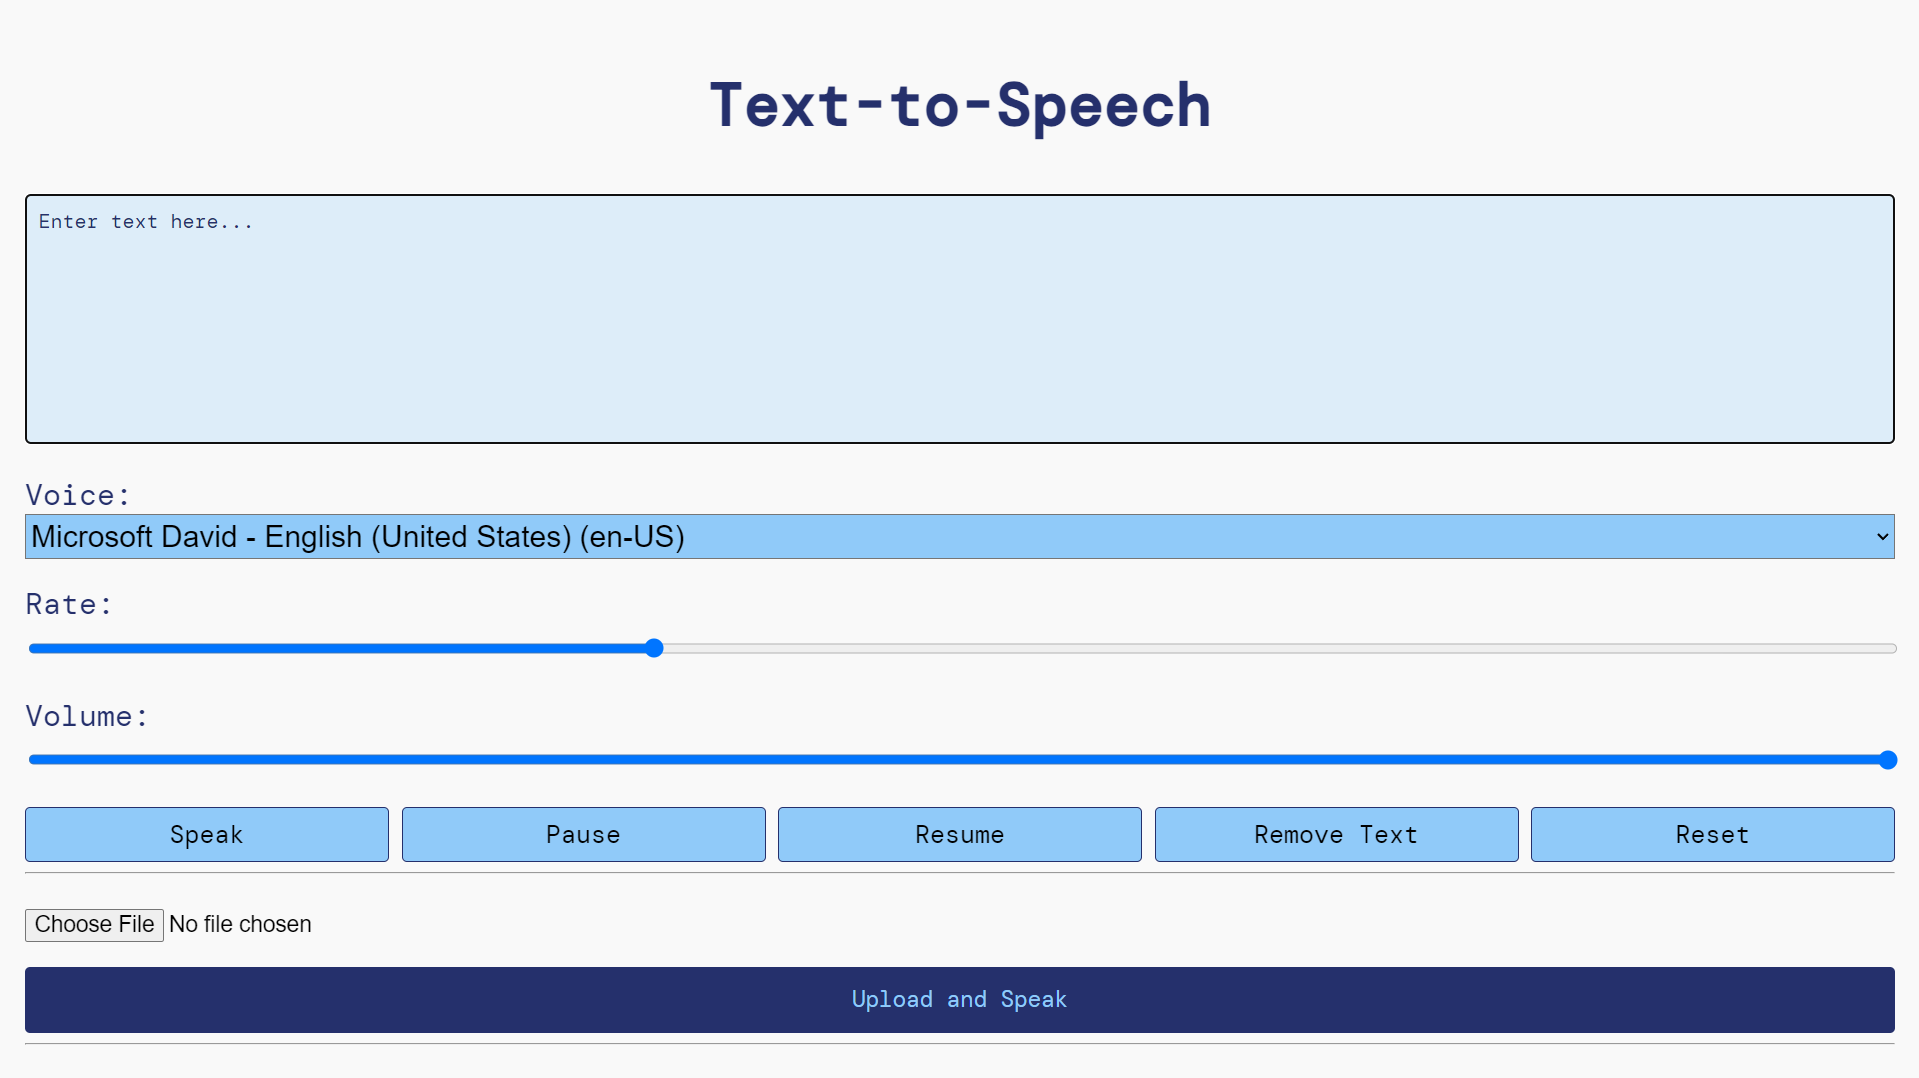 Text-to-Speech
Enter text here...
Voice:
Microsoft David - English (United States) (en-US)
Rate:
Volume:
Speak Pause Resume Remove Text Reset
Choose File No file chosen
Upload and Speak